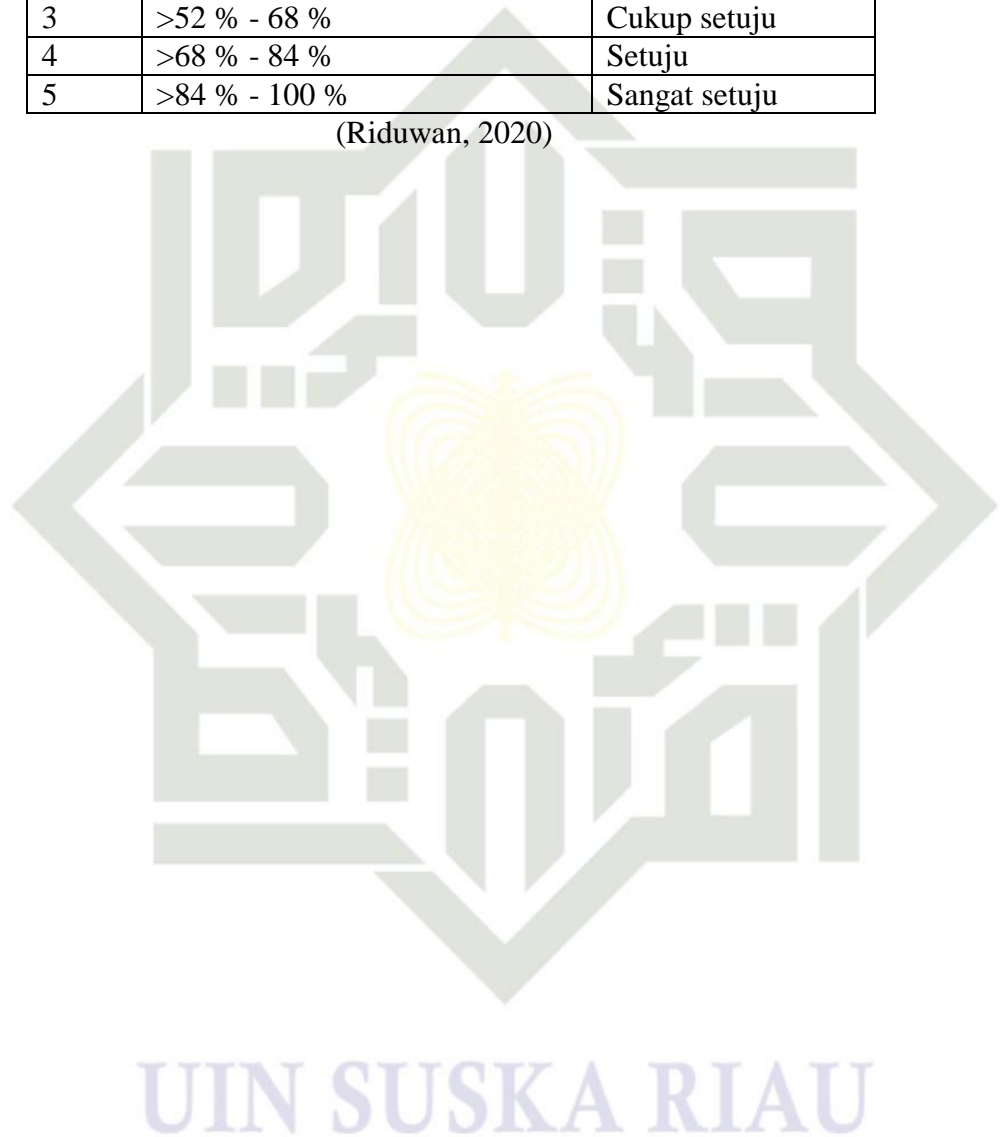 3 >52 % - 68 % Cukup setuju
4 >68 % - 84 % Setuju
5 >84 % - 100 % Sangat setuju
(Riduwan, 2020)
UIN SUSKA RIAU